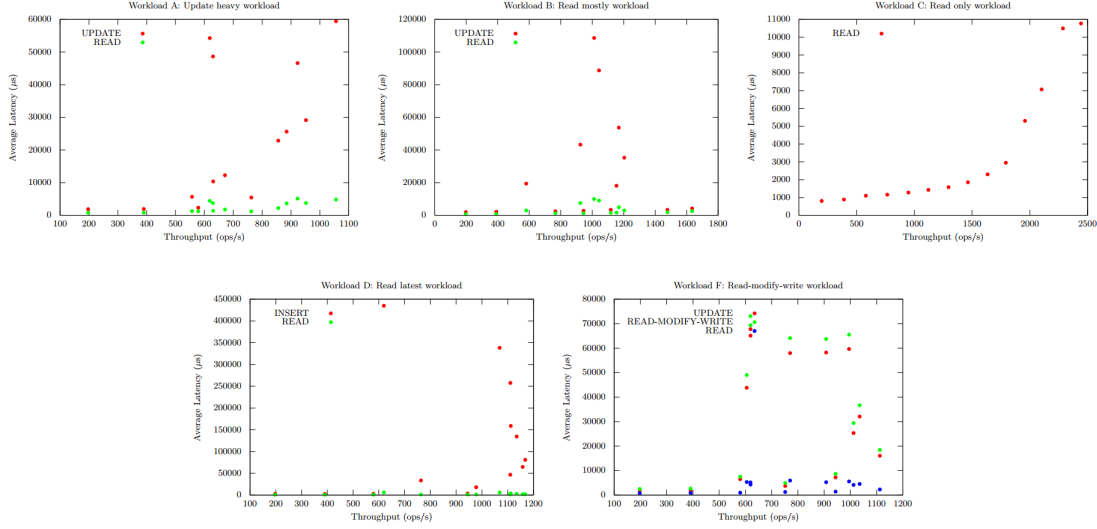 Workload A: Update heavy workload
60000
50000
40000
30000
20000
10000
0
100 200 300 400 500 600 700 800 900 1000 1100
Average Latency (µs)
Throughput (ops/s)
UPDATE
READ
Workload B: Read mostly workload
120000
100000
80000
60000
40000
20000
0
0 200 400 600 800 1000 1200 1400 1600 1800
Average Latency (µs)
Throughput (ops/s)
UPDATE
READ
Workload C: Read only workload
11000
10000
9000
8000
7000
6000
5000
4000
3000
2000
1000
0
0 500 1000 1500 2000 2500
Average Latency (µs)
Throughput (ops/s)
READ
Workload D: Read latest workload
450000
400000
350000
300000
250000
200000
150000
100000
50000
0
100 200 300 400 500 600 700 800 900 1000 1100 1200
Average Latency (µs)
Throughput (ops/s)
INSERT
READ
Workload F: Read-modify-write workload
80000
70000
60000
50000
40000
30000
20000
10000
0
100 200 300 400 500 600 700 800 900 1000 1100 1200
Average Latency (µs)
Throughput (ops/s)
UPDATE
READ-MODIFY-WRITE
READ